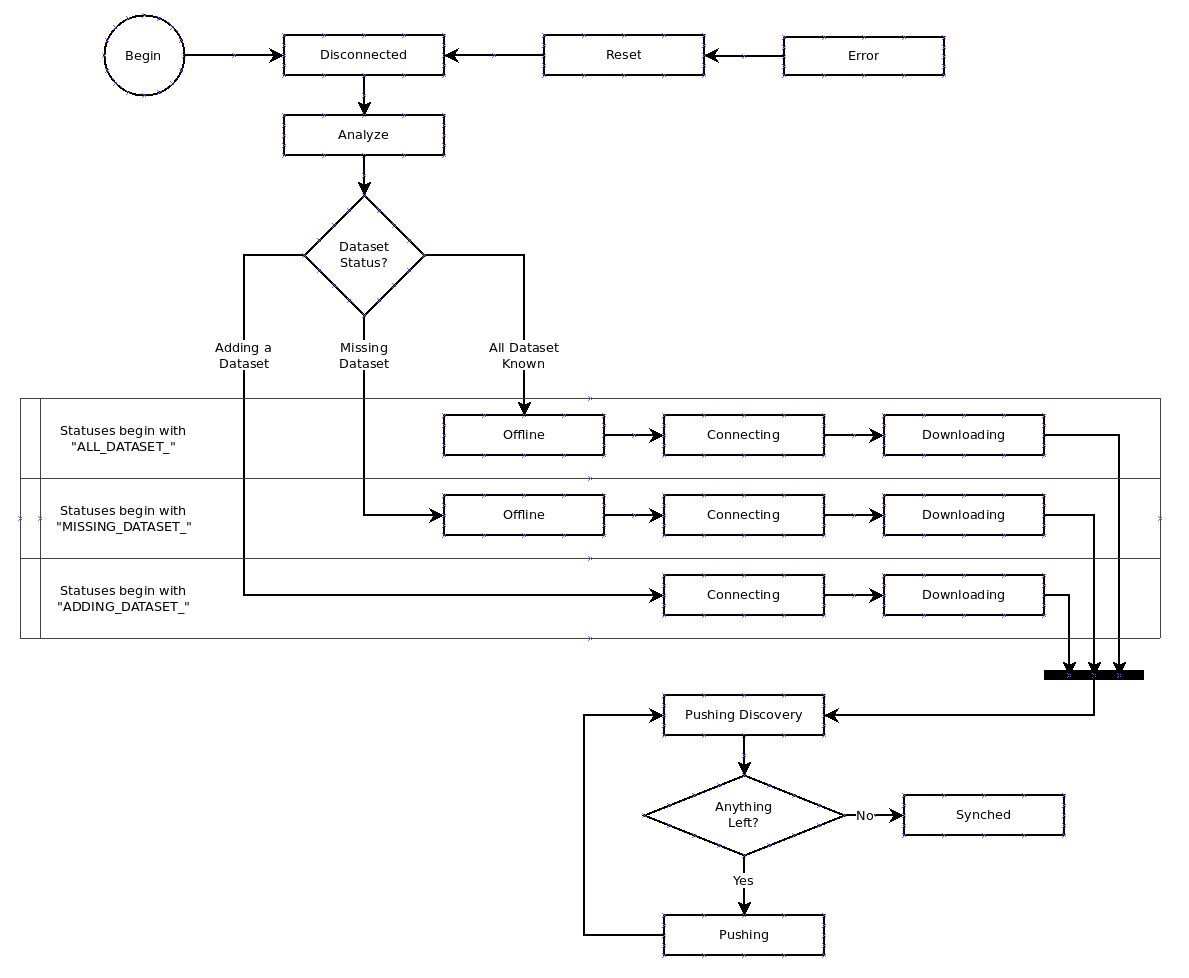 Begin
Disconnected
Reset
Error
Analyze
Dataset
Status?
Adding a
Dataset
Missing
Dataset
All Dataset
Known
Statuses begin with
"ALL_DATASET_"
Offline
Connecting
Downloading
Statuses begin with
"MISSING_DATASET_"
Offline
Connecting
Downloading
Statuses begin with
"ADDING_DATASET_"
Connecting
Downloading
Pushing Discovery
Anything
Left?
No
Synched
Yes
Pushing